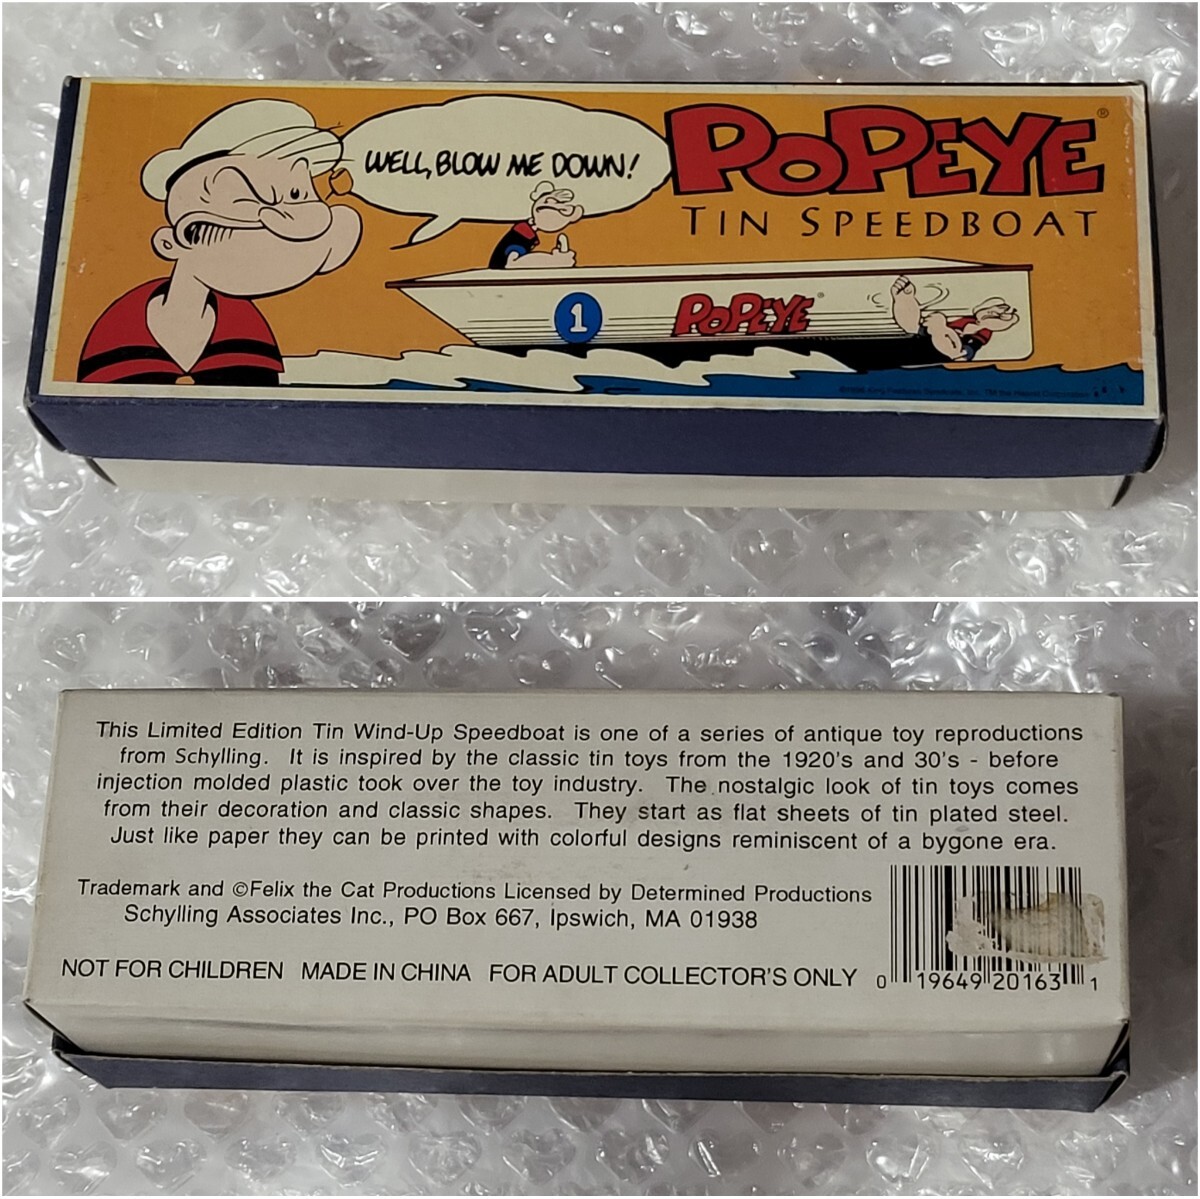 WELL, BLOW ME DOWN!
POPEYE®
TIN SPEEDBOAT
1
POPEYE®
This Limited Edition Tin Wind-Up Speedboat is one of a series of antique toy reproductions
from Schylling. It is inspired by the classic tin toys from the 1920's and 30's - before
injection molded plastic took over the toy industry. The nostalgic look of tin toys comes
from their decoration and classic shapes. They start as flat sheets of tin plated steel.
Just like paper they can be printed with colorful designs reminiscent of a bygone era.
Trademark and ©Felix the Cat Productions Licensed by Determined Productions
Schylling Associates Inc., PO Box 667, Ipswich, MA 01938
NOT FOR CHILDREN MADE IN CHINA FOR ADULT COLLECTOR'S ONLY
0 19649 20163 1